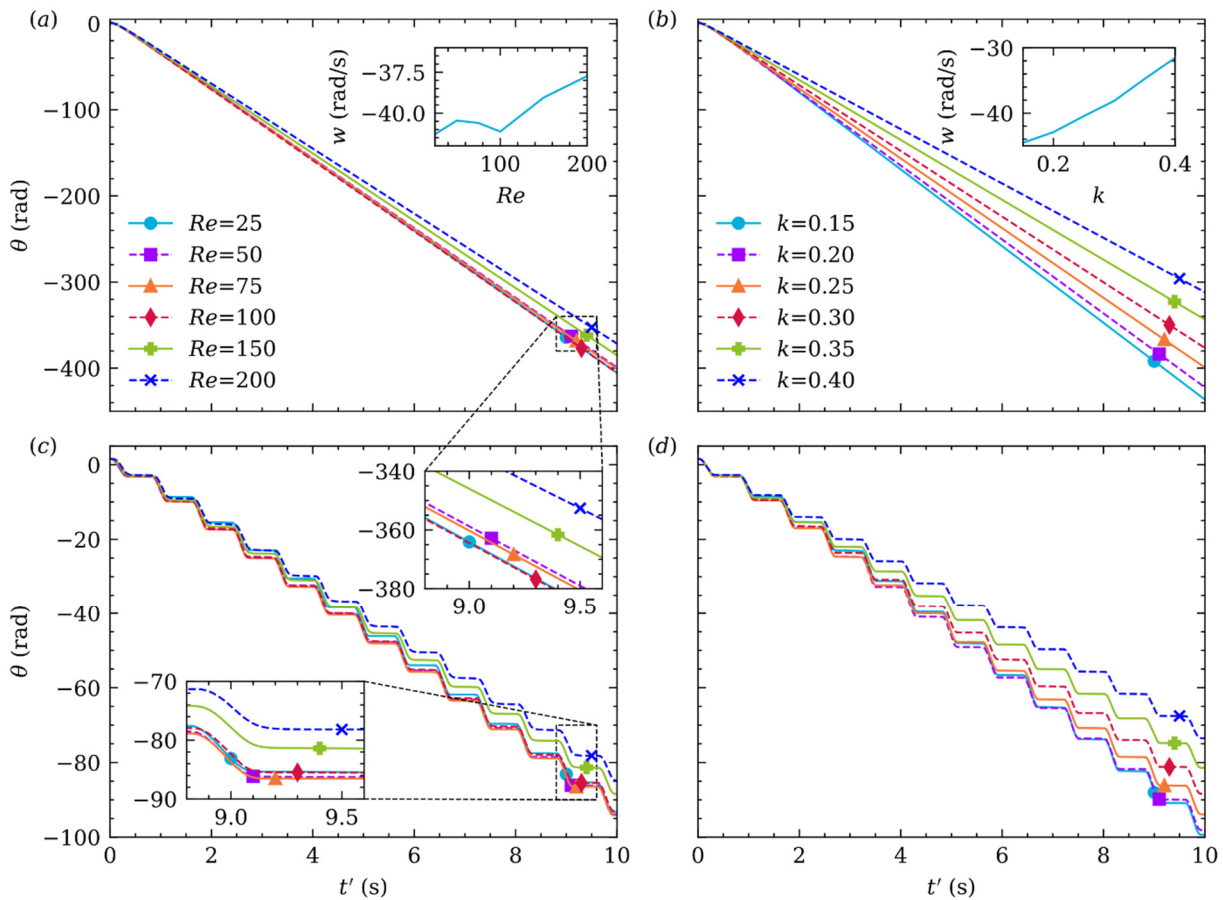 (a)
0
−100
−200
−300
−400
θ (rad)
Re=25
Re=50
Re=75
Re=100
Re=150
Re=200
−37.5
−40.0
w (rad/s)
100
200
Re
(b)
k=0.15
k=0.20
k=0.25
k=0.30
k=0.35
k=0.40
−30
−40
w (rad/s)
0.2
0.4
k
(c)
0
−20
−40
−60
−80
−100
θ (rad)
−340
−360
−380
9.0
9.5
−70
−80
−90
9.0
9.5
0
2
4
6
8
10
t′ (s)
(d)
0
2
4
6
8
10
t′ (s)